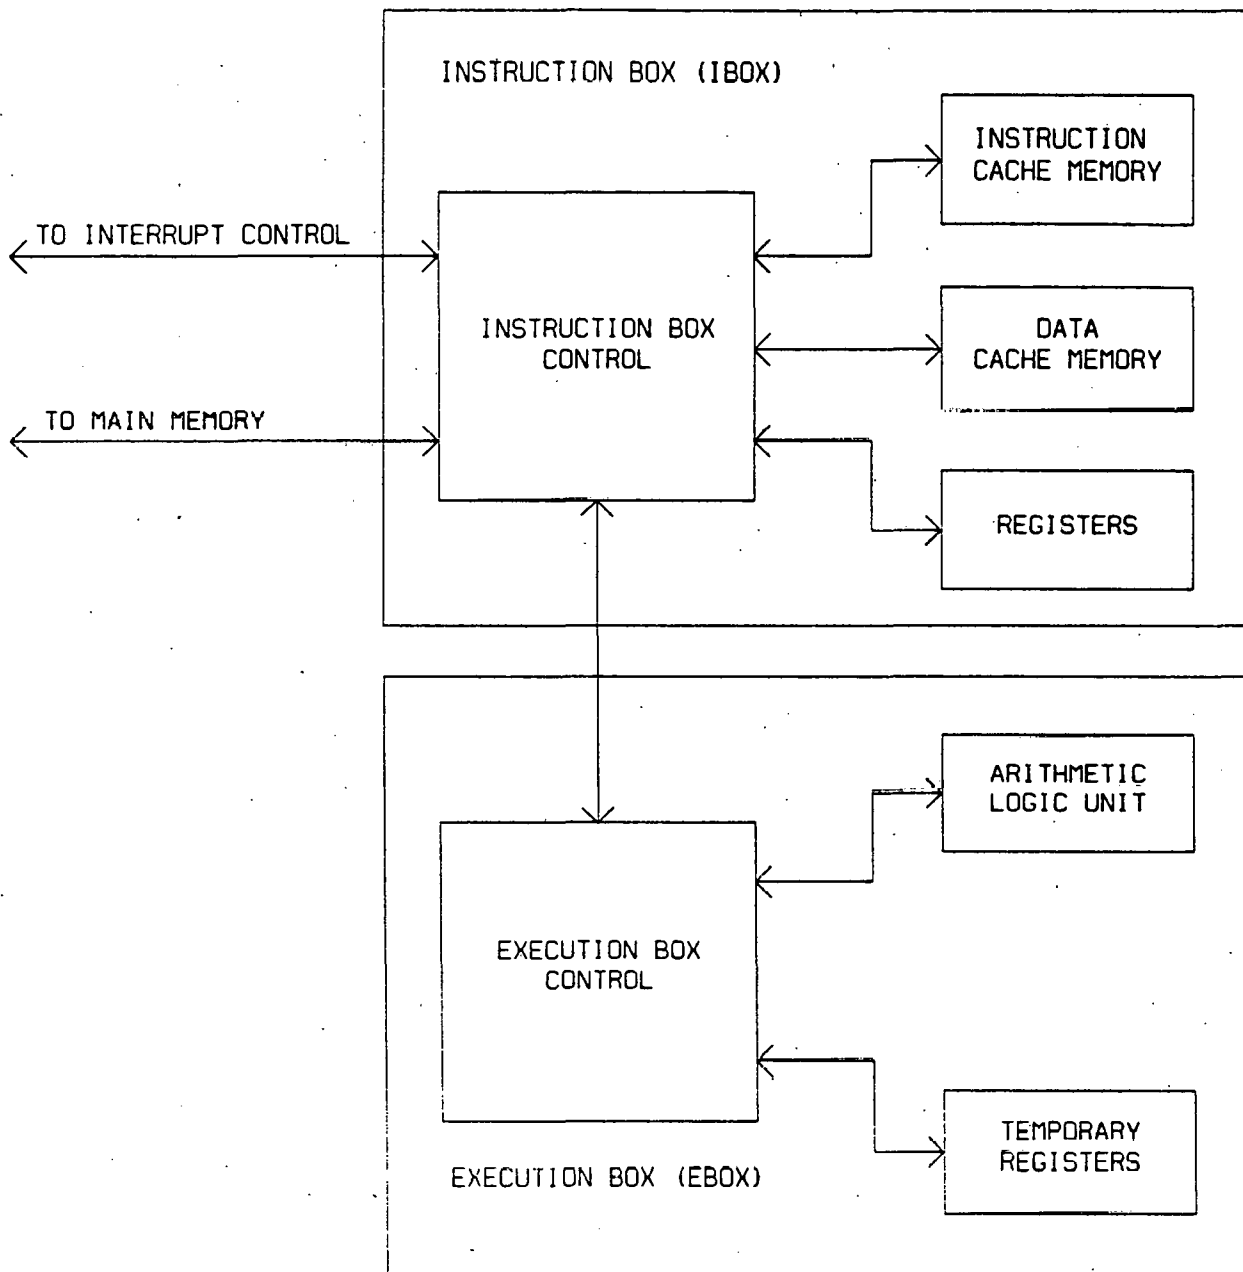 INSTRUCTION BOX (IBOX)
INSTRUCTION
CACHE MEMORY
TO INTERRUPT CONTROL
INSTRUCTION BOX
CONTROL
DATA
CACHE MEMORY
TO MAIN MEMORY
REGISTERS
ARITHMETIC
LOGIC UNIT
EXECUTION BOX
CONTROL
TEMPORARY
REGISTERS
EXECUTION BOX (EBOX)